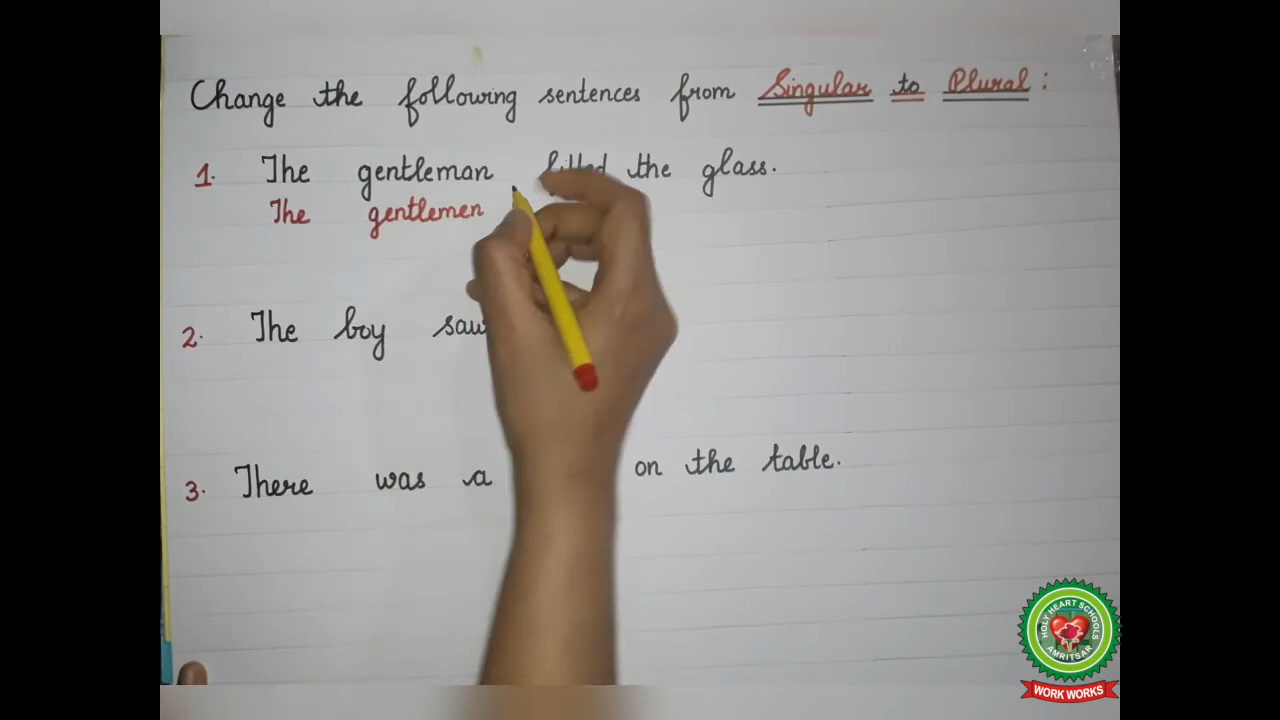 Change the following sentences from Singular to Plural :
1. The gentleman the glass.
The gentlemen
2. The boy saw
3. There was a on the table.
HOLY HEART SCHOOLS
AMRITSAR
WORK WORKS